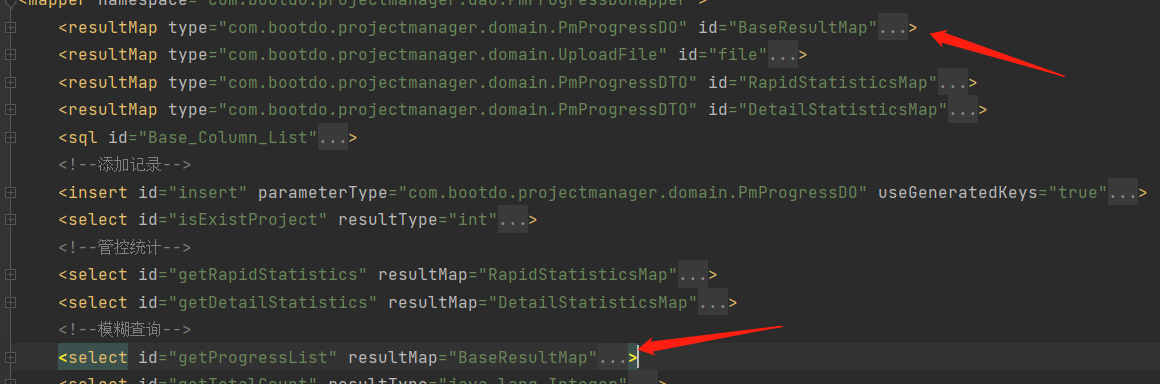 <mapper namespace="com.bootdo.projectmanager.dao.PmProgressDoMapper">
<resultMap type="com.bootdo.projectmanager.domain.PmProgressDO" id="BaseResultMap"...>
<resultMap type="com.bootdo.projectmanager.domain.UploadFile" id="file"...>
<resultMap type="com.bootdo.projectmanager.domain.PmProgressDTO" id="RapidStatisticsMap"...>
<resultMap type="com.bootdo.projectmanager.domain.PmProgressDTO" id="DetailStatisticsMap"...>
<sql id="Base_Column_List"...>
<!--添加记录-->
<insert id="insert" parameterType="com.bootdo.projectmanager.domain.PmProgressDO" useGeneratedKeys="true"...>
<select id="isExistProject" resultType="int"...>
<!--管控统计-->
<select id="getRapidStatistics" resultMap="RapidStatisticsMap"...>
<select id="getDetailStatistics" resultMap="DetailStatisticsMap"...>
<!--模糊查询-->
<select id="getProgressList" resultMap="BaseResultMap"...>
<select id="getTotalCount" resultType="java.lang.Integer"...>